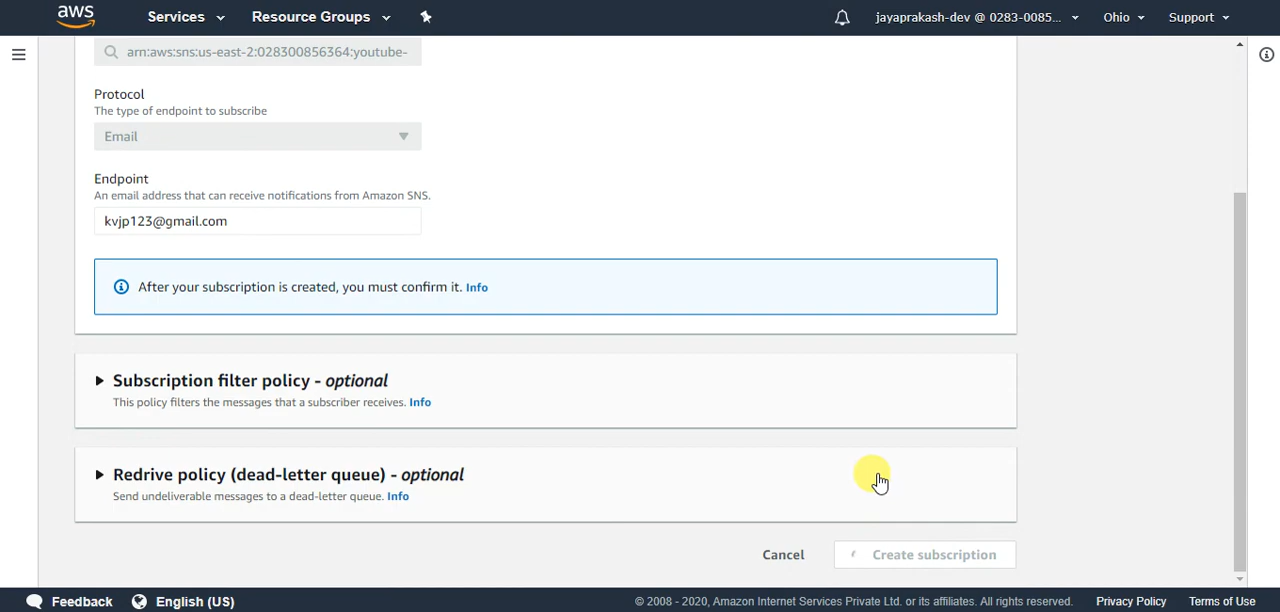 aws
Services
Resource Groups
jayaprakash-dev @ 0283-0085...
Ohio
Support
arn:aws:sns:us-east-2:028300856364:youtube-
Protocol
The type of endpoint to subscribe
Email
Endpoint
An email address that can receive notifications from Amazon SNS.
kvjp123@gmail.com
After your subscription is created, you must confirm it. Info
Subscription filter policy - optional
This policy filters the messages that a subscriber receives. Info
Redrive policy (dead-letter queue) - optional
Send undeliverable messages to a dead-letter queue. Info
Cancel
Create subscription
Feedback
English (US)
© 2008 - 2020, Amazon Internet Services Private Ltd. or its affiliates. All rights reserved.
Privacy Policy
Terms of Use